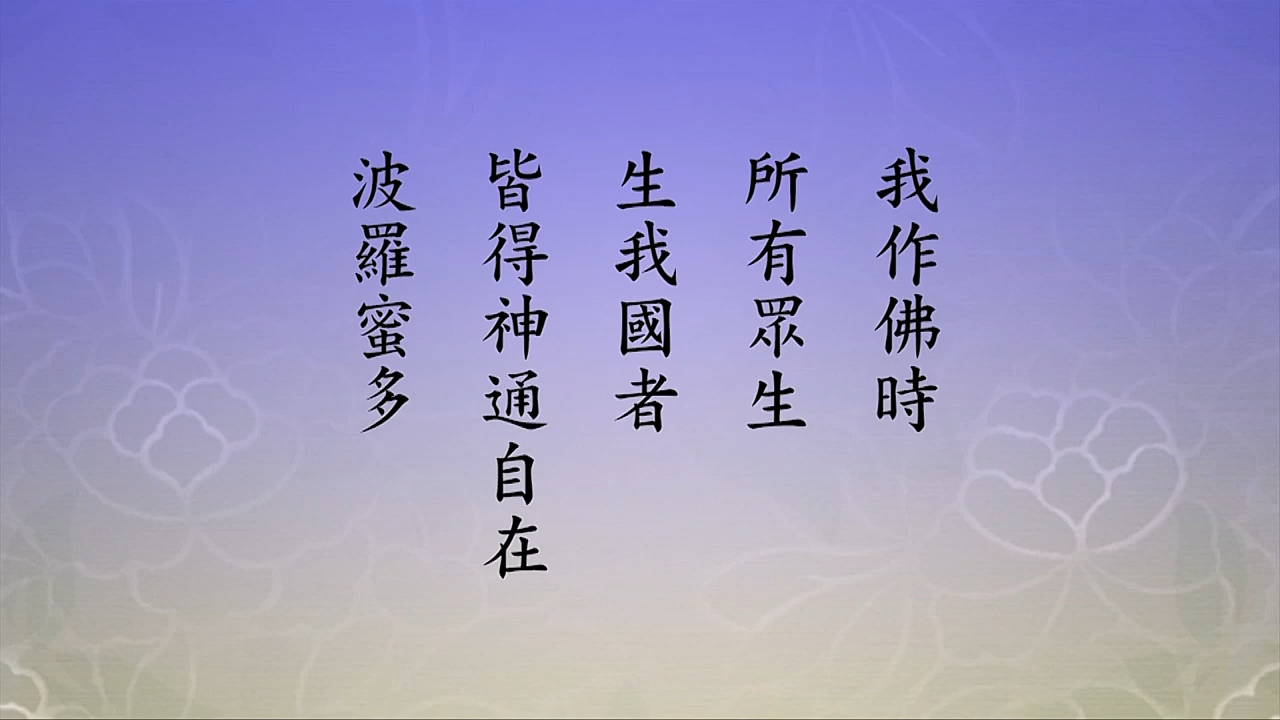 我作佛時
所有眾生
生我國者
皆得神通自在
波羅蜜多